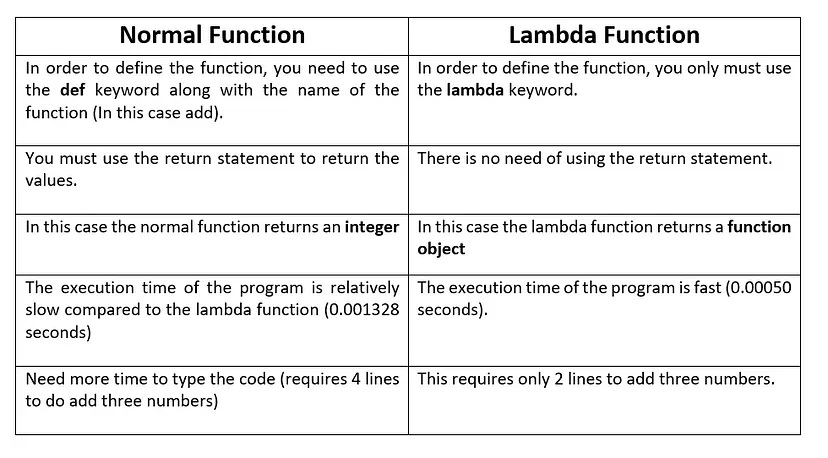 Normal Function
Lambda Function
In order to define the function, you need to use
the def keyword along with the name of the
function (In this case add).
In order to define the function, you only must use
the lambda keyword.
You must use the return statement to return the
values.
There is no need of using the return statement.
In this case the normal function returns an integer
In this case the lambda function returns a function
object
The execution time of the program is relatively
slow compared to the lambda function (0.001328
seconds)
The execution time of the program is fast (0.00050
seconds).
Need more time to type the code (requires 4 lines
to do add three numbers)
This requires only 2 lines to add three numbers.